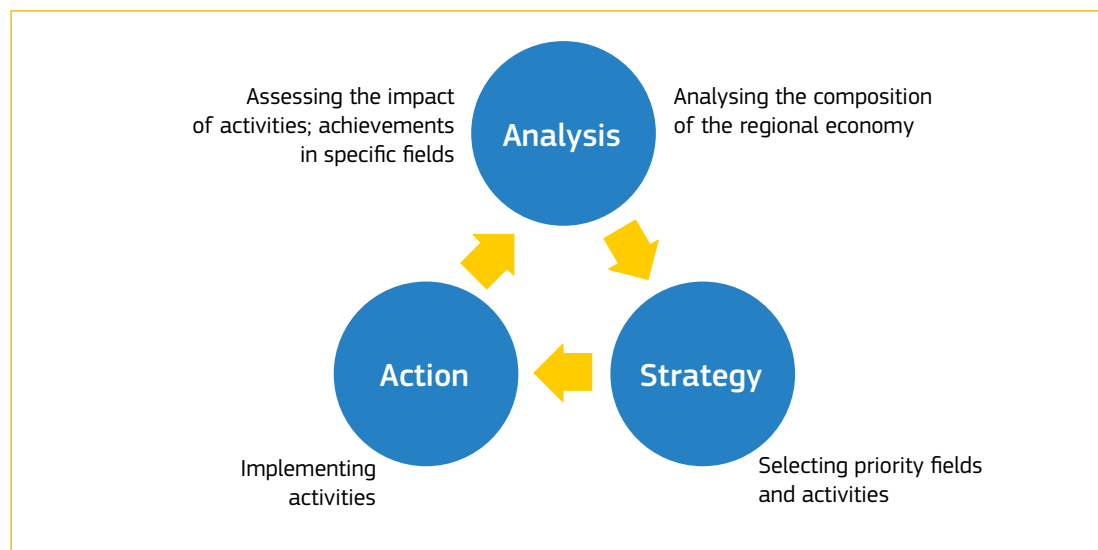 Assessing the impact
of activities; achievements
in specific fields
Analysis
Analysing the composition
of the regional economy
Action
Strategy
Implementing
activities
Selecting priority fields
and activities